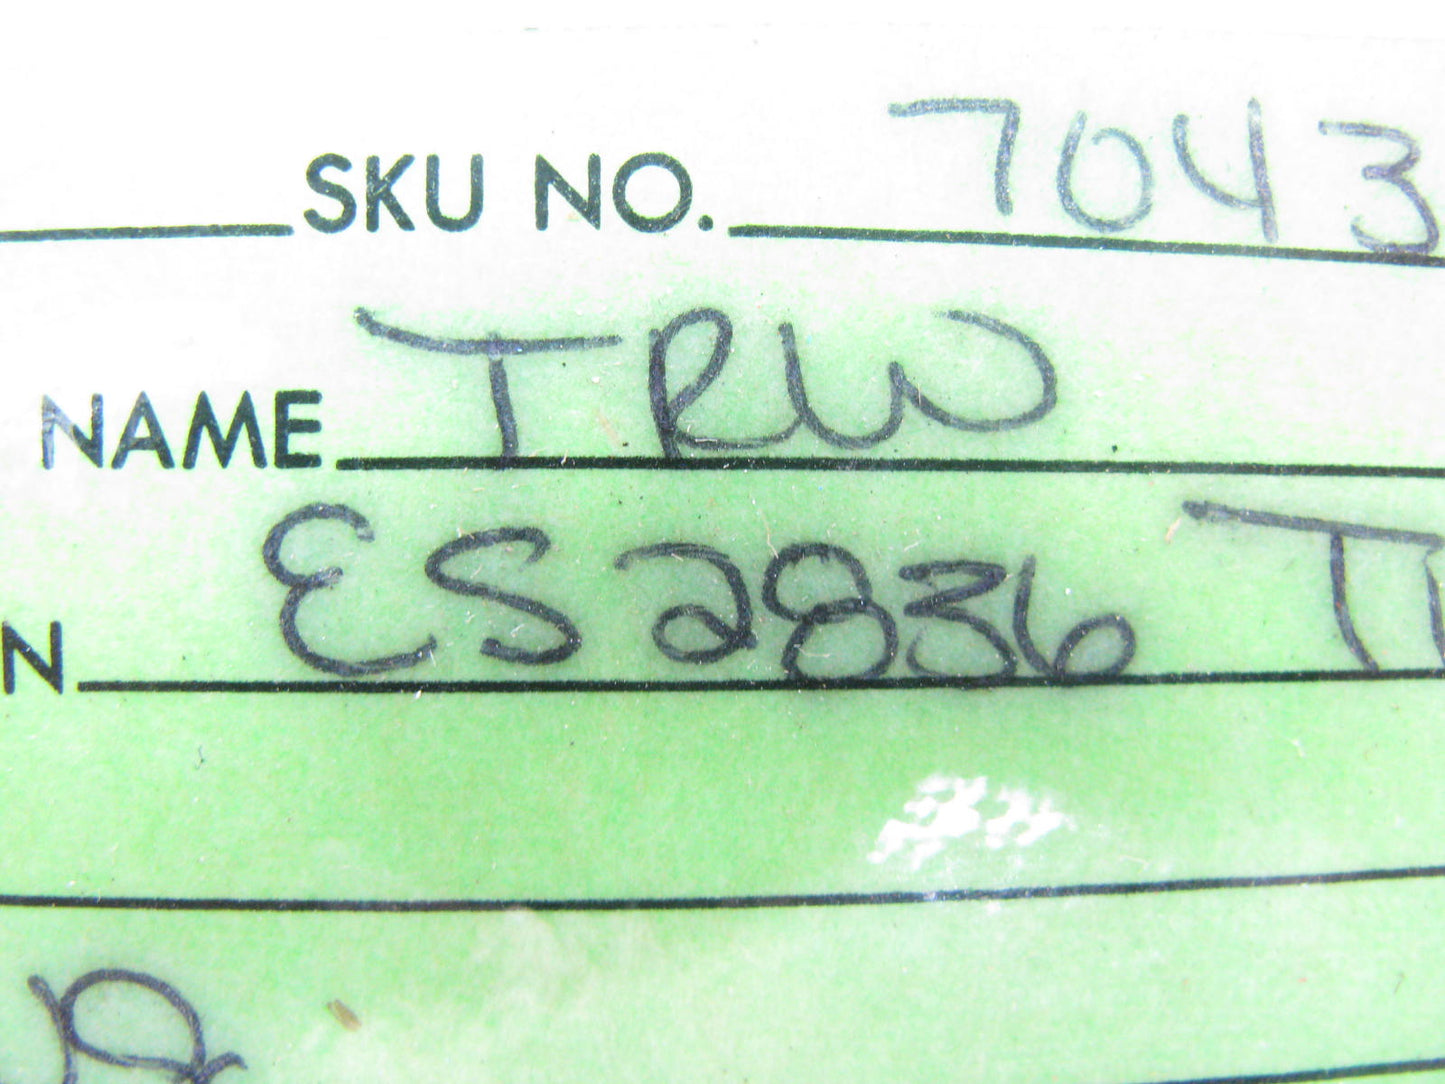 SKU NO. 7043
NAME TRW
N ES2836